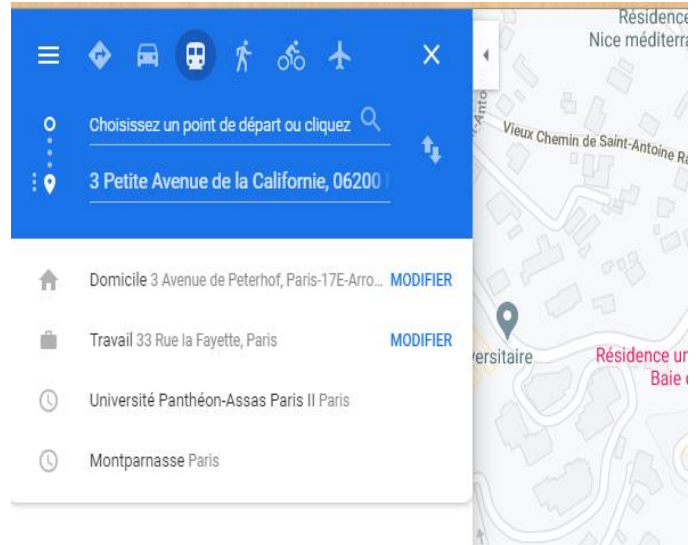 Choisissez un point de départ ou cliquez
3 Petite Avenue de la Californie, 06200
Domicile 3 Avenue de Peterhof, Paris-17E-Arro... MODIFIER
Travail 33 Rue la Fayette, Paris MODIFIER
Université Panthéon-Assas Paris II Paris
Montparnasse Paris
Résidence
Nice méditerra
Vieux Chemin de Saint-Antoine Ra
ersitaire
Résidence un
Baie